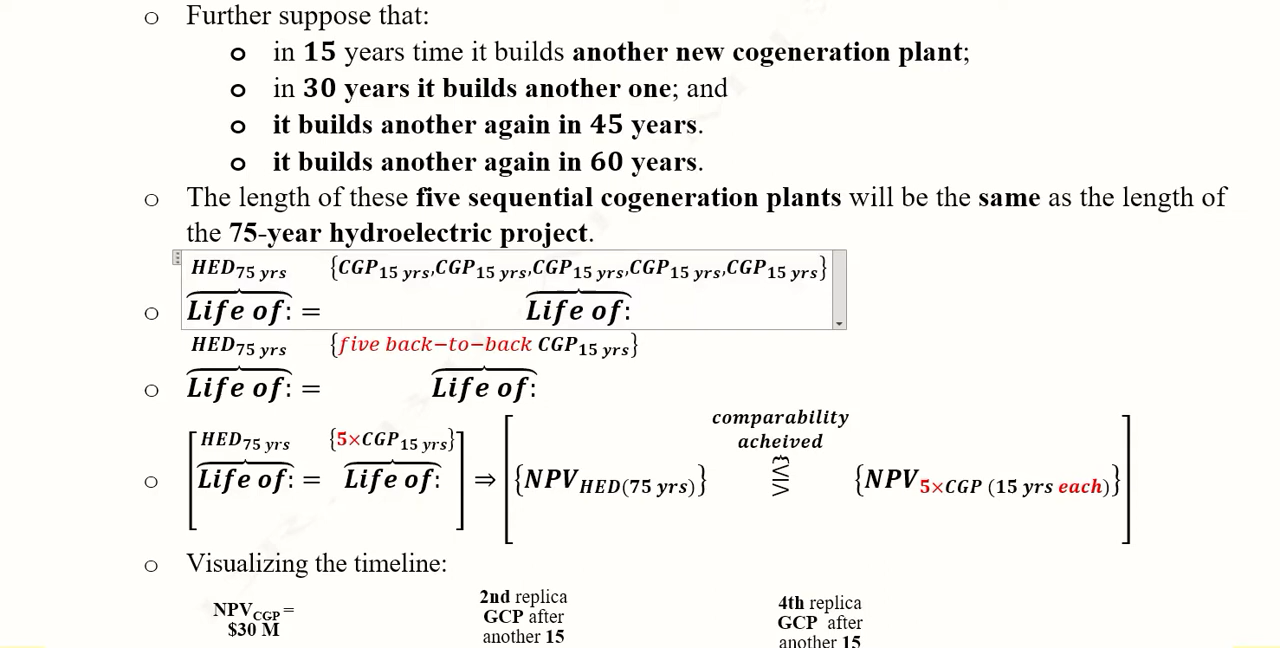 o Further suppose that:
o in 15 years time it builds another new cogeneration plant;
o in 30 years it builds another one; and
o it builds another again in 45 years.
o it builds another again in 60 years.
o The length of these five sequential cogeneration plants will be the same as the length of
the 75-year hydroelectric project.
HED75 yrs {CGP15 yrs,CGP15 yrs,CGP15 yrs,CGP15 yrs,CGP15 yrs}
o Life of: = Life of:
HED75 yrs {five back−to−back CGP15 yrs}
o Life of: = Life of:
comparability
acheived
HED75 yrs {5×CGP15 yrs}
o [Life of: = Life of:] ⇒ [{NPVHED(75 yrs)} ⪌ {NPV5×CGP (15 yrs each)}]
o Visualizing the timeline:
NPVCGP =
$30 M
2nd replica
GCP after
another 15
4th replica
GCP after
another 15